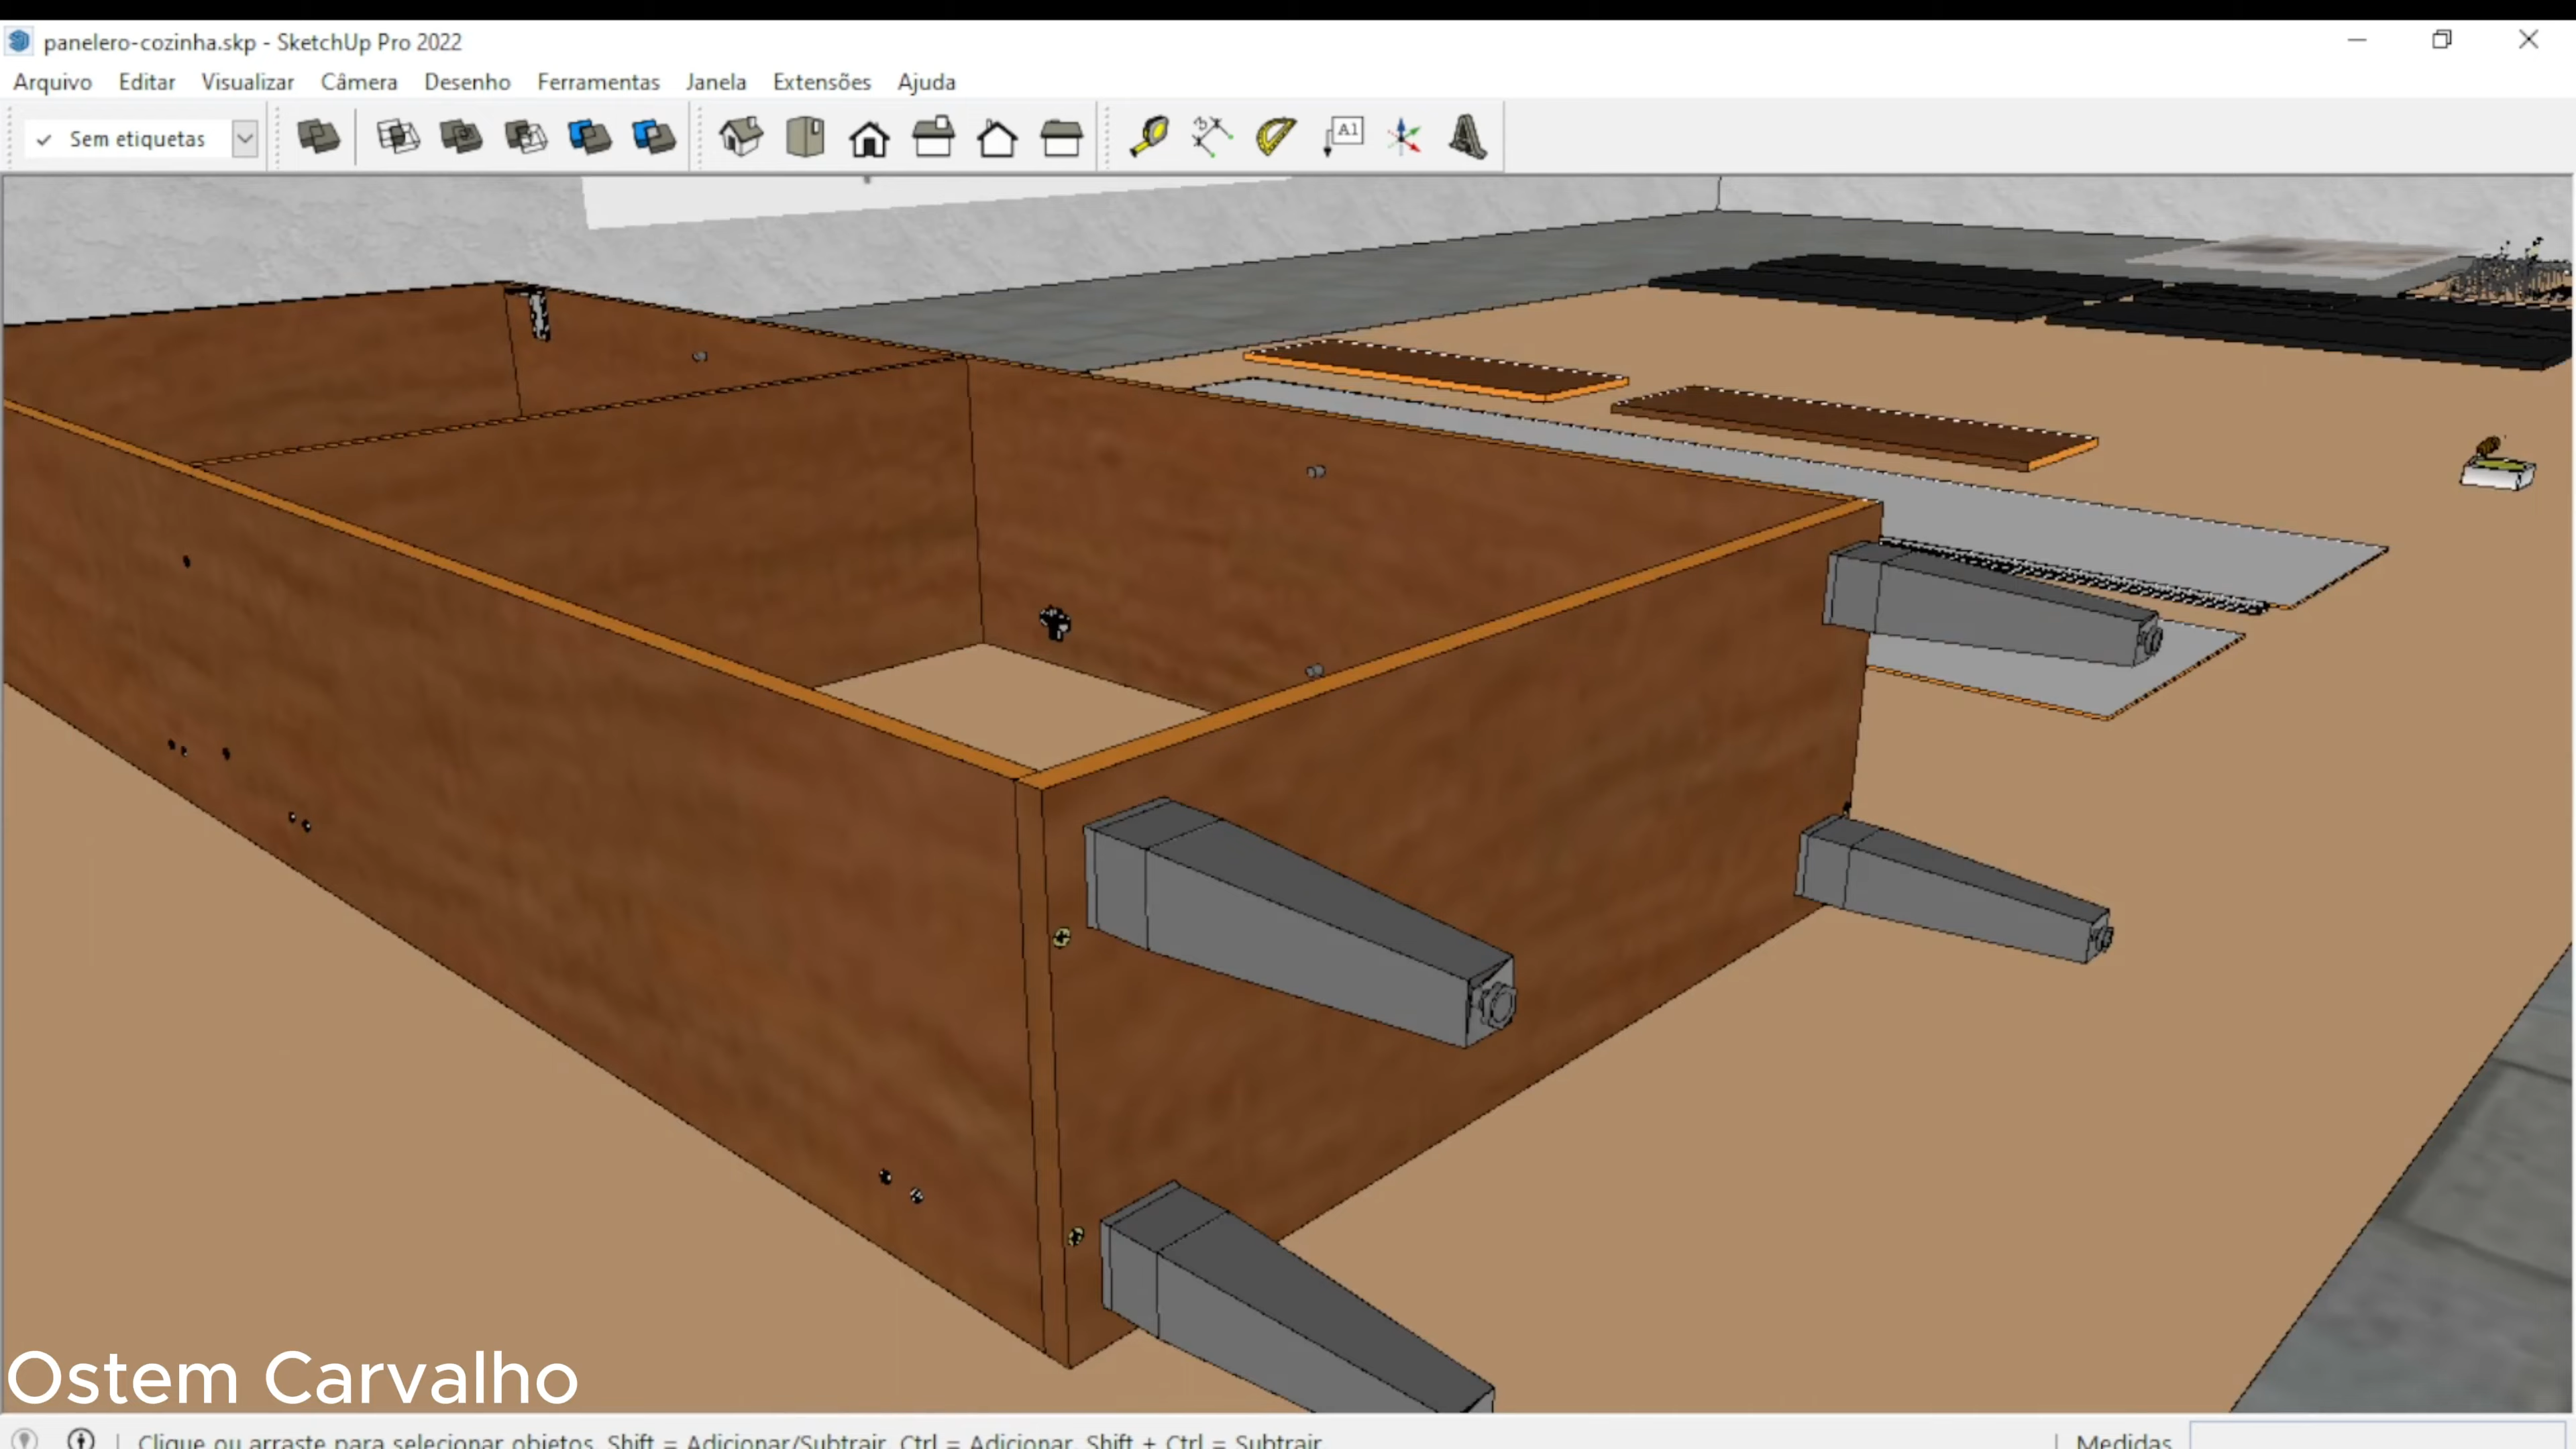 panelero-cozinha.skp - SketchUp Pro 2022
Arquivo Editar Visualizar Câmera Desenho Ferramentas Janela Extensões Ajuda
Sem etiquetas
A1
Ostem Carvalho
Clique ou arraste para selecionar objetos. Shift = Adicionar/Subtrair. Ctrl = Adicionar. Shift + Ctrl = Subtrair.
Medidas